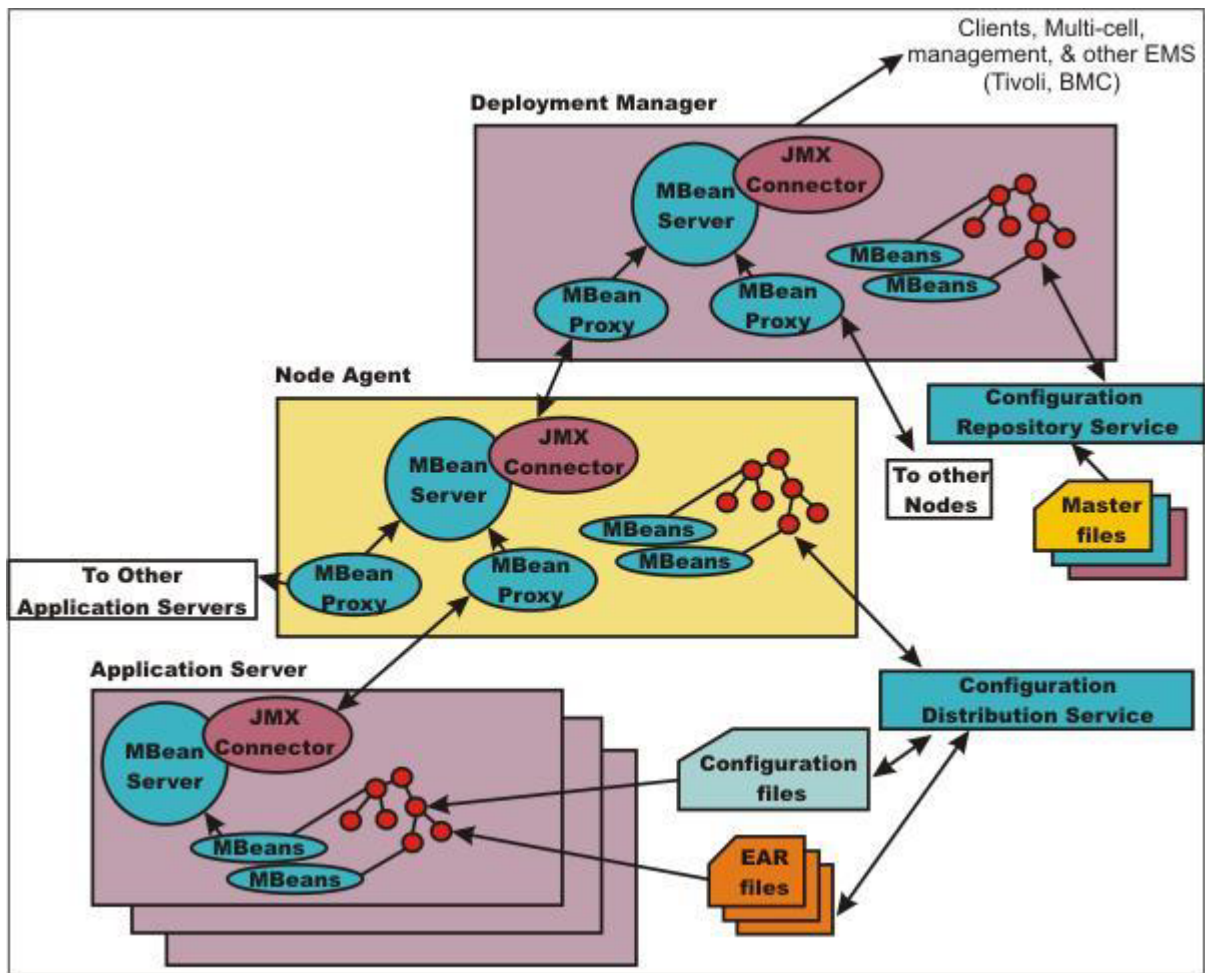 Clients, Multi-cell,
management, & other EMS
(Tivoli, BMC)
Deployment Manager
JMX
Connector
MBean
Server
MBeans
MBeans
MBean
Proxy
MBean
Proxy
Node Agent
Configuration
Repository Service
JMX
Connector
MBean
Server
To other
Nodes
Master
files
MBeans
MBeans
To Other
Application Servers
MBean
Proxy
MBean
Proxy
Application Server
Configuration
Distribution Service
JMX
Connector
MBean
Server
Configuration
files
MBeans
MBeans
EAR
files